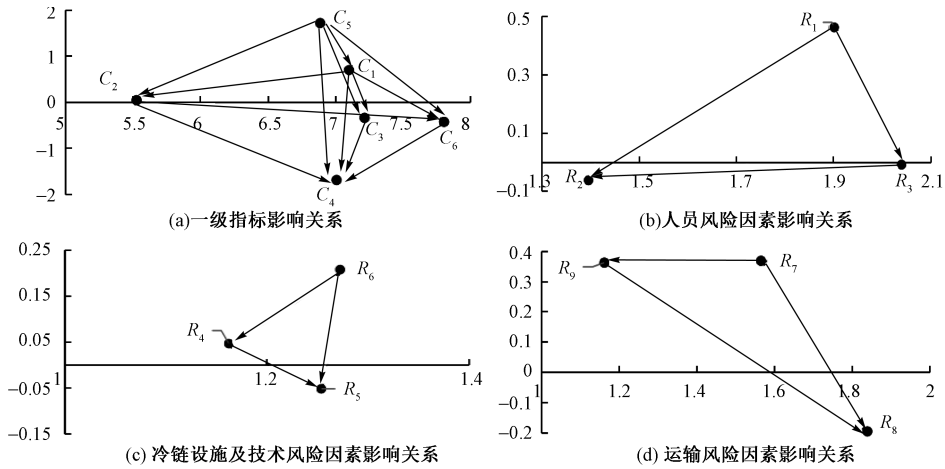 2
1
0
−1
−2
5
5.5
6
6.5
7
7.5
8
C5
C1
C2
C3
C6
C4
(a)一级指标影响关系
0.5
0.3
0.1
−0.1
1.3
1.5
1.7
1.9
2.1
R1
R2
R3
(b)人员风险因素影响关系
0.25
0.15
0.05
−0.05
−0.15
1
1.2
1.4
R6
R4
R5
(c) 冷链设施及技术风险因素影响关系
0.4
0.3
0.2
0.1
0
−0.1
−0.2
1
1.2
1.4
1.6
1.8
2
R9
R7
R8
(d) 运输风险因素影响关系